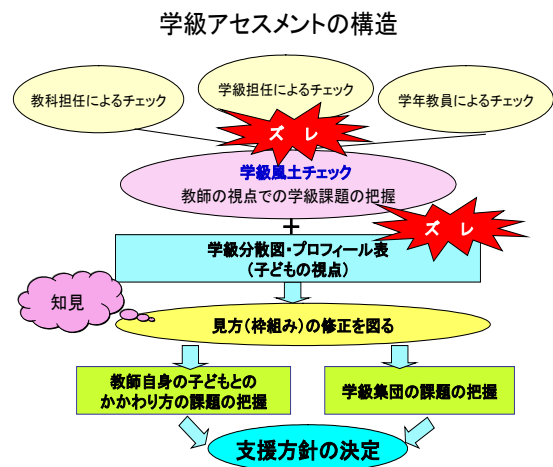 学級アセスメントの構造
教科担任によるチェック
学級担任によるチェック
学年教員によるチェック
ズ レ
学級風土チェック
教師の視点での学級課題の把握
+
ズ レ
学級分散図・プロフィール表
(子どもの視点)
知見
見方(枠組み)の修正を図る
教師自身の子どもとの
かかわり方の課題の把握
学級集団の課題の把握
支援方針の決定